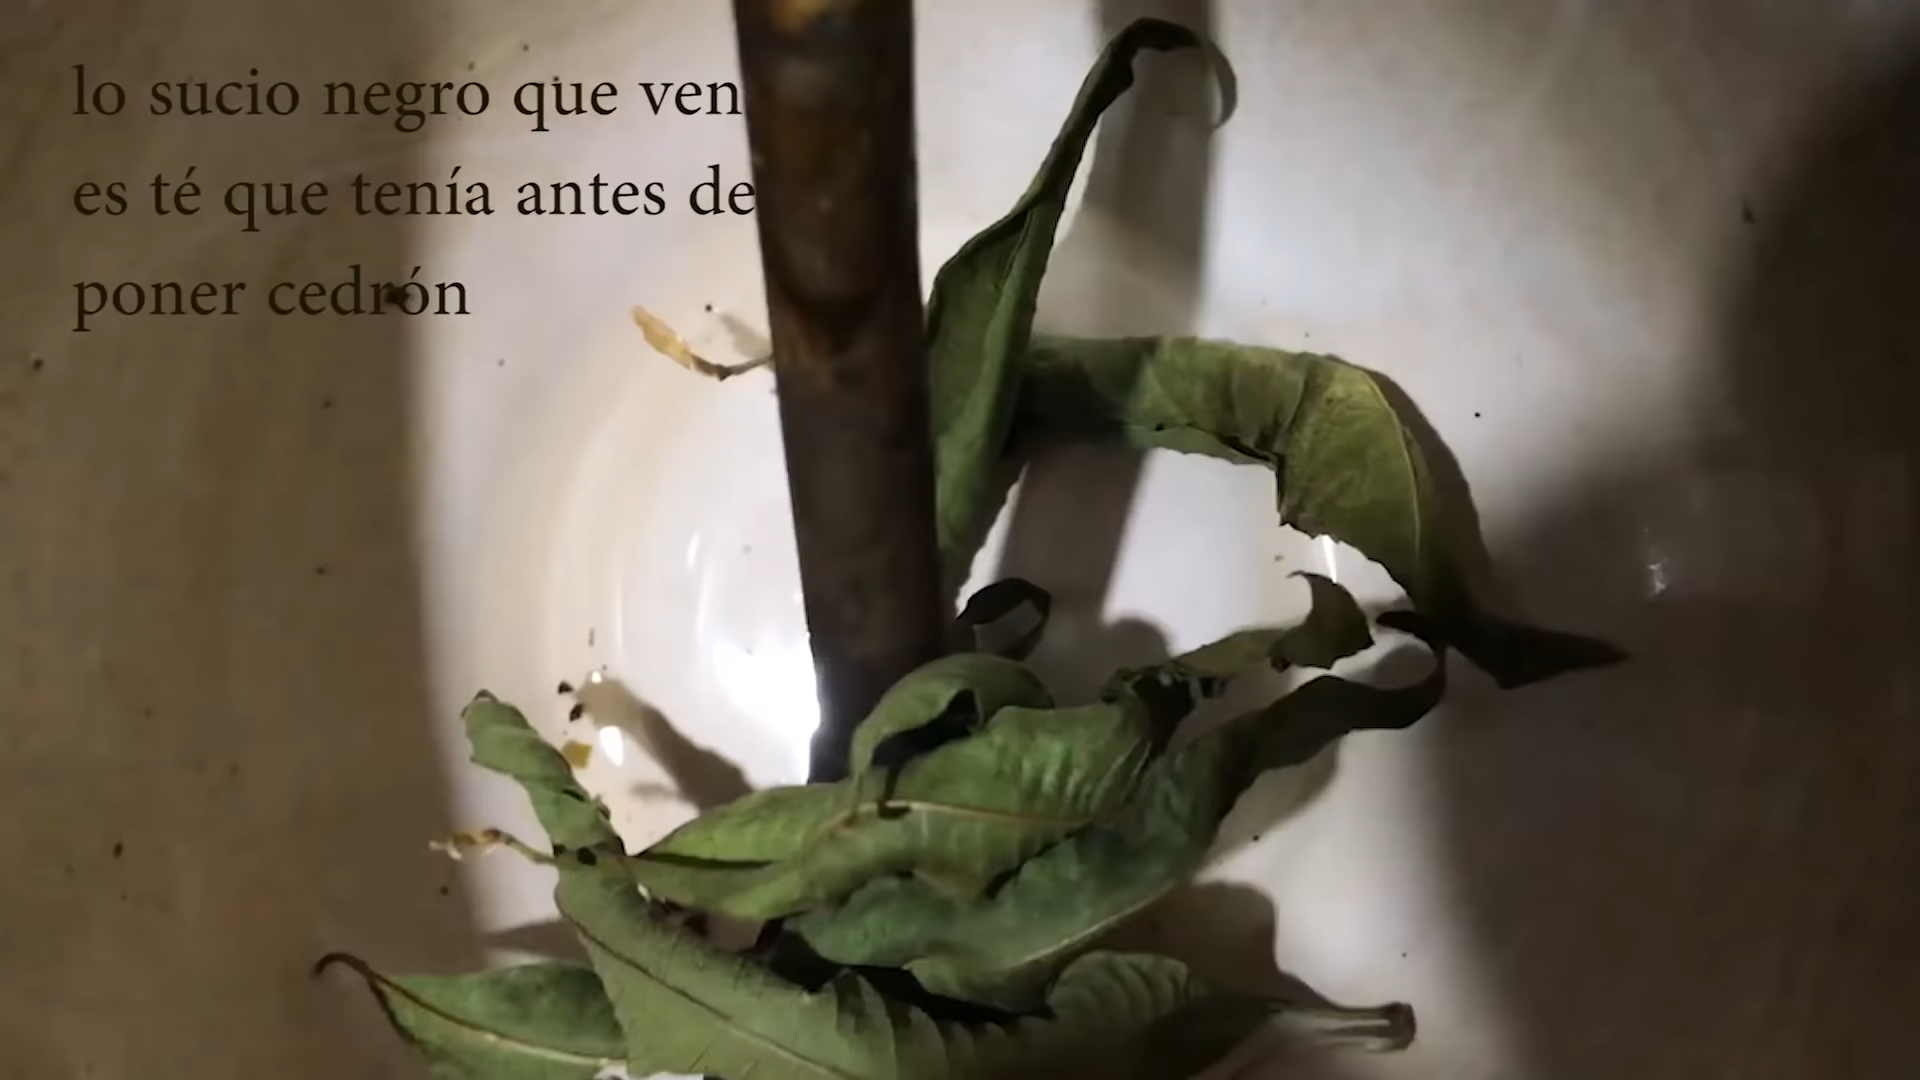 lo sucio negro que ven
es té que tenía antes de
poner cedrón